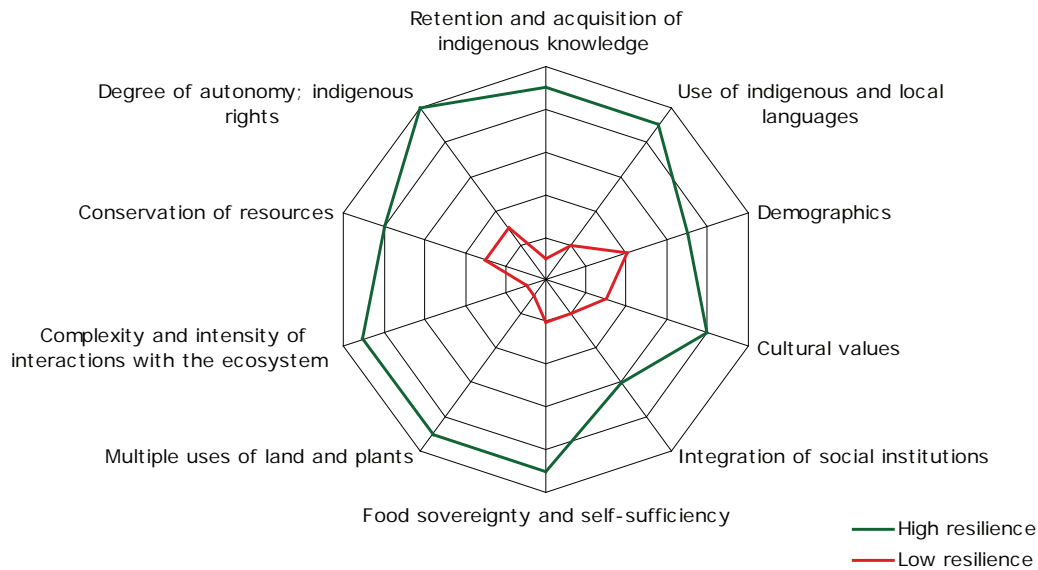 Retention and acquisition of
indigenous knowledge
Use of indigenous and local
languages
Demographics
Cultural values
Integration of social institutions
Food sovereignty and self-sufficiency
Multiple uses of land and plants
Complexity and intensity of
interactions with the ecosystem
Conservation of resources
Degree of autonomy; indigenous
rights
High resilience
Low resilience